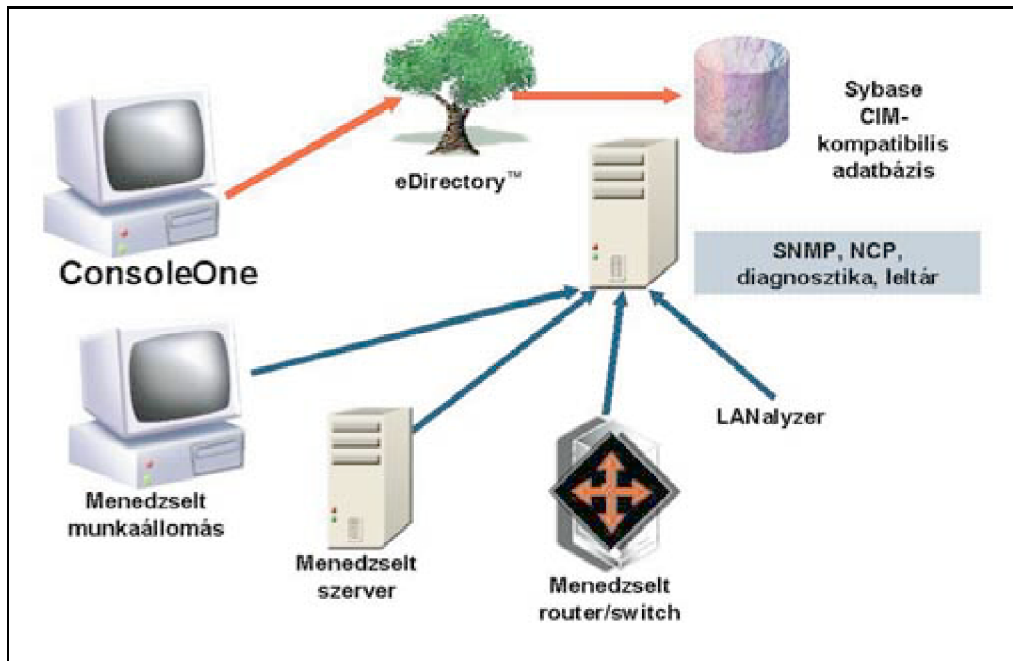 eDirectory™
Sybase
CIM-
kompatibilis
adatbázis
ConsoleOne
SNMP, NCP,
diagnosztika, leltár
LANalyzer
Menedzselt
munkaállomás
Menedzselt
szerver
Menedzselt
router/switch